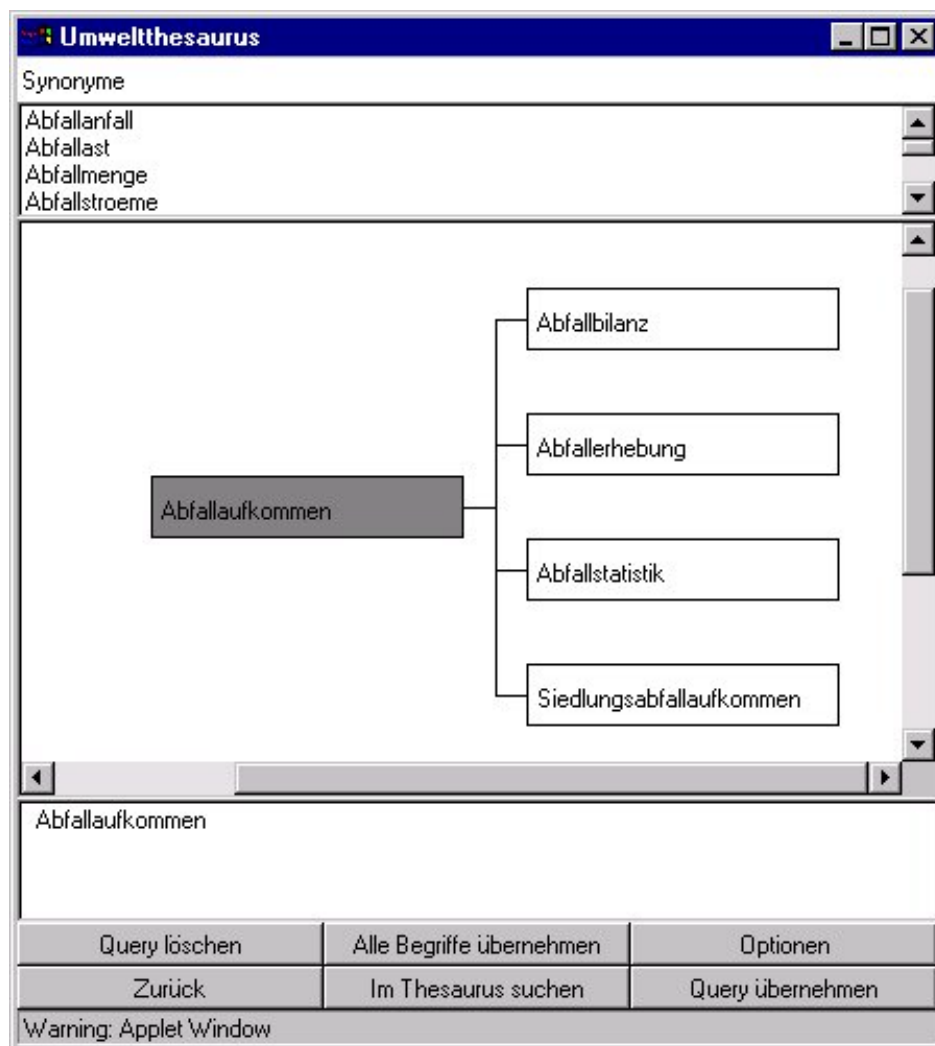 Umweltthesaurus
Synonyme
Abfallanfall
Abfallast
Abfallmenge
Abfallstroeme
Abfallbilanz
Abfallerhebung
Abfallaufkommen
Abfallstatistik
Siedlungsabfallaufkommen
Abfallaufkommen
Query löschen Alle Begriffe übernehmen Optionen
Zurück Im Thesaurus suchen Query übernehmen
Warning: Applet Window